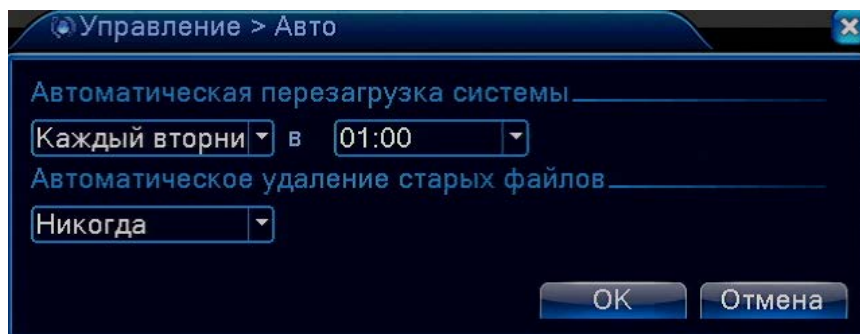 Управление > Авто
Автоматическая перезагрузка системы
Каждый вторни в 01:00
Автоматическое удаление старых файлов
Никогда
OK Отмена